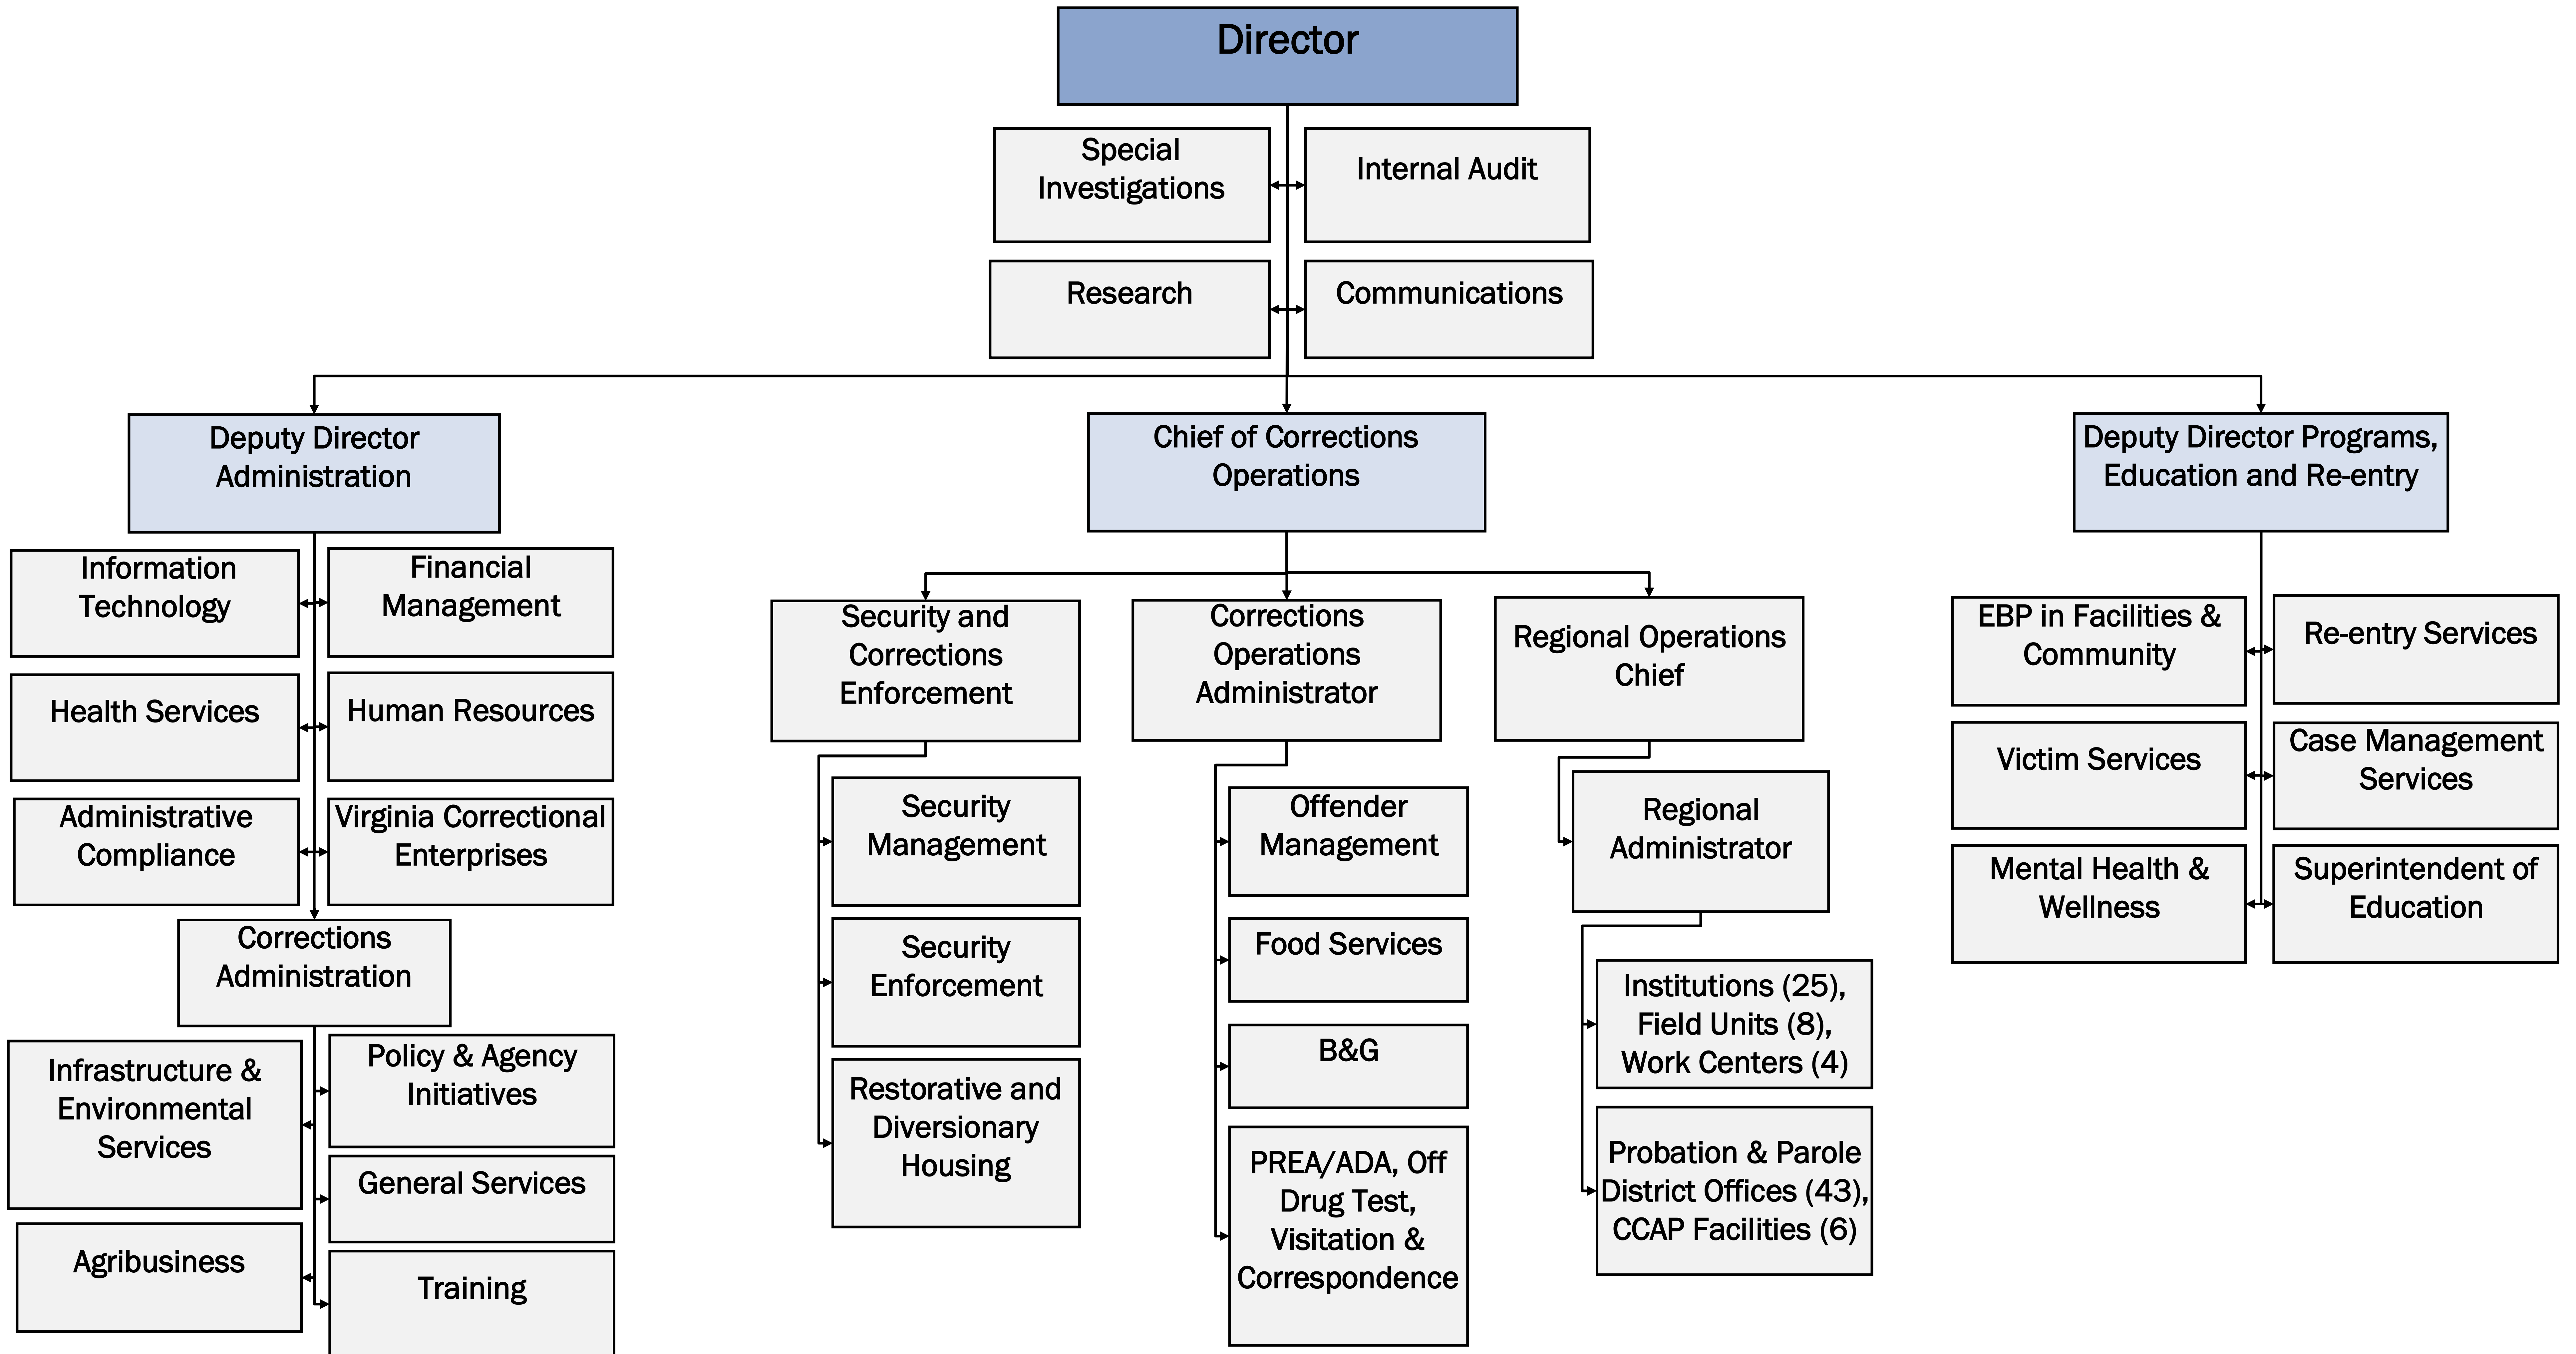 Director
Special
Investigations
Internal Audit
Research
Communications
Deputy Director
Administration
Chief of Corrections
Operations
Deputy Director Programs,
Education and Re-entry
Information
Technology
Financial
Management
Health Services
Human Resources
Administrative
Compliance
Virginia Correctional
Enterprises
Corrections
Administration
Infrastructure &
Environmental
Services
Policy & Agency
Initiatives
General Services
Agribusiness
Training
Security and
Corrections
Enforcement
Security
Management
Security
Enforcement
Restorative and
Diversionary
Housing
Corrections
Operations
Administrator
Offender
Management
Food Services
B&G
PREA/ADA, Off
Drug Test,
Visitation &
Correspondence
Regional Operations
Chief
Regional
Administrator
Institutions (25),
Field Units (8),
Work Centers (4)
Probation & Parole
District Offices (43),
CCAP Facilities (6)
EBP in Facilities &
Community
Re-entry Services
Victim Services
Case Management
Services
Mental Health &
Wellness
Superintendent of
Education